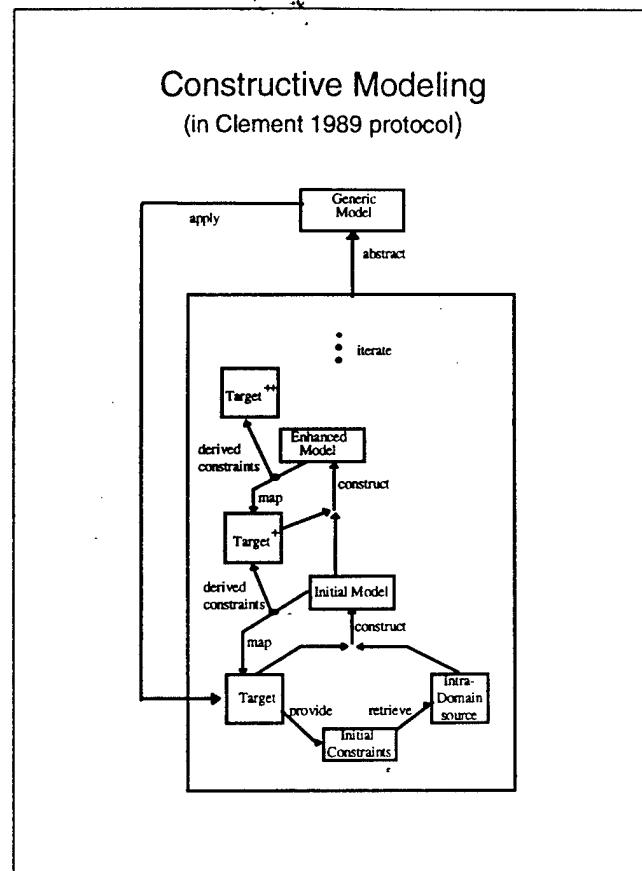 Constructive Modeling
(in Clement 1989 protocol)
Generic
Model
apply
abstract
iterate
Target ++
Enhanced
Model
derived
constraints
construct
map
Target +
derived
constraints
Initial Model
construct
map
Target
Intra-
Domain
source
provide
retrieve
Initial
Constraints